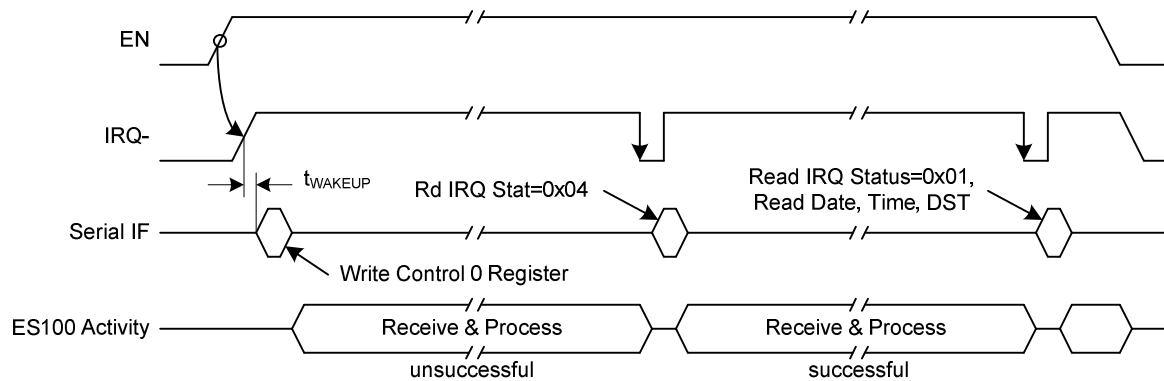 EN
IRQ-
tWAKEUP
Rd IRQ Stat=0x04
Read IRQ Status=0x01,
Read Date, Time, DST
Serial IF
Write Control 0 Register
ES100 Activity
Receive & Process
Receive & Process
unsuccessful
successful